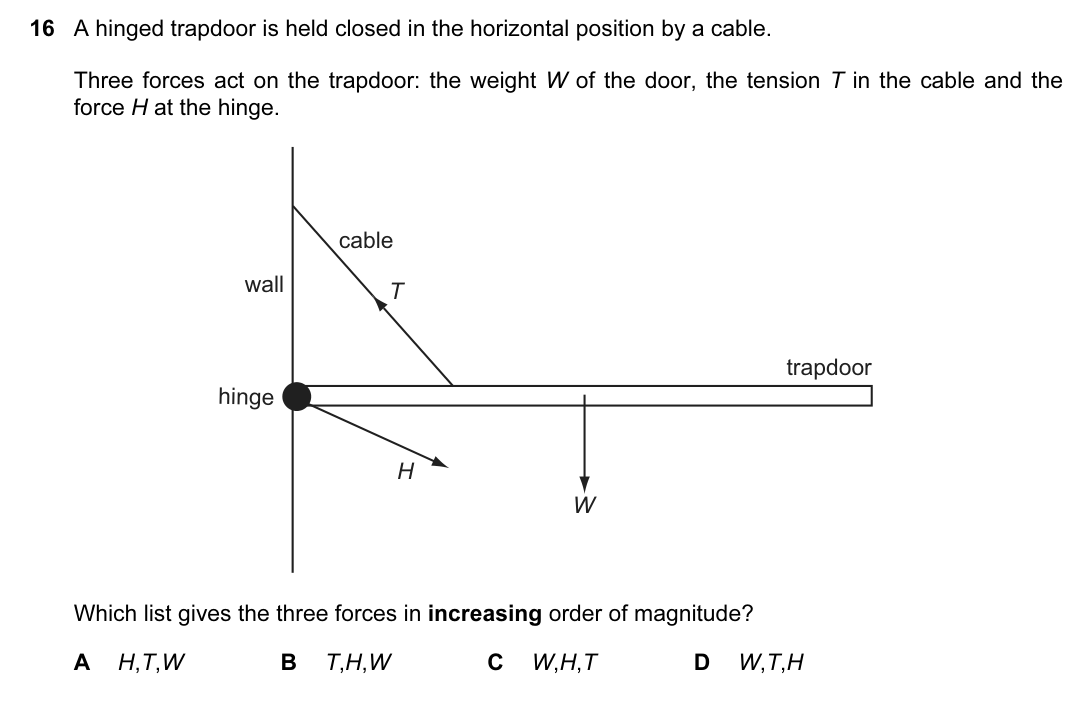 16 A hinged trapdoor is held closed in the horizontal position by a cable.
Three forces act on the trapdoor: the weight W of the door, the tension T in the cable and the
force H at the hinge.
cable
wall
T
trapdoor
hinge
H
W
Which list gives the three forces in increasing order of magnitude?
A H,T,W B T,H,W C W,H,T D W,T,H